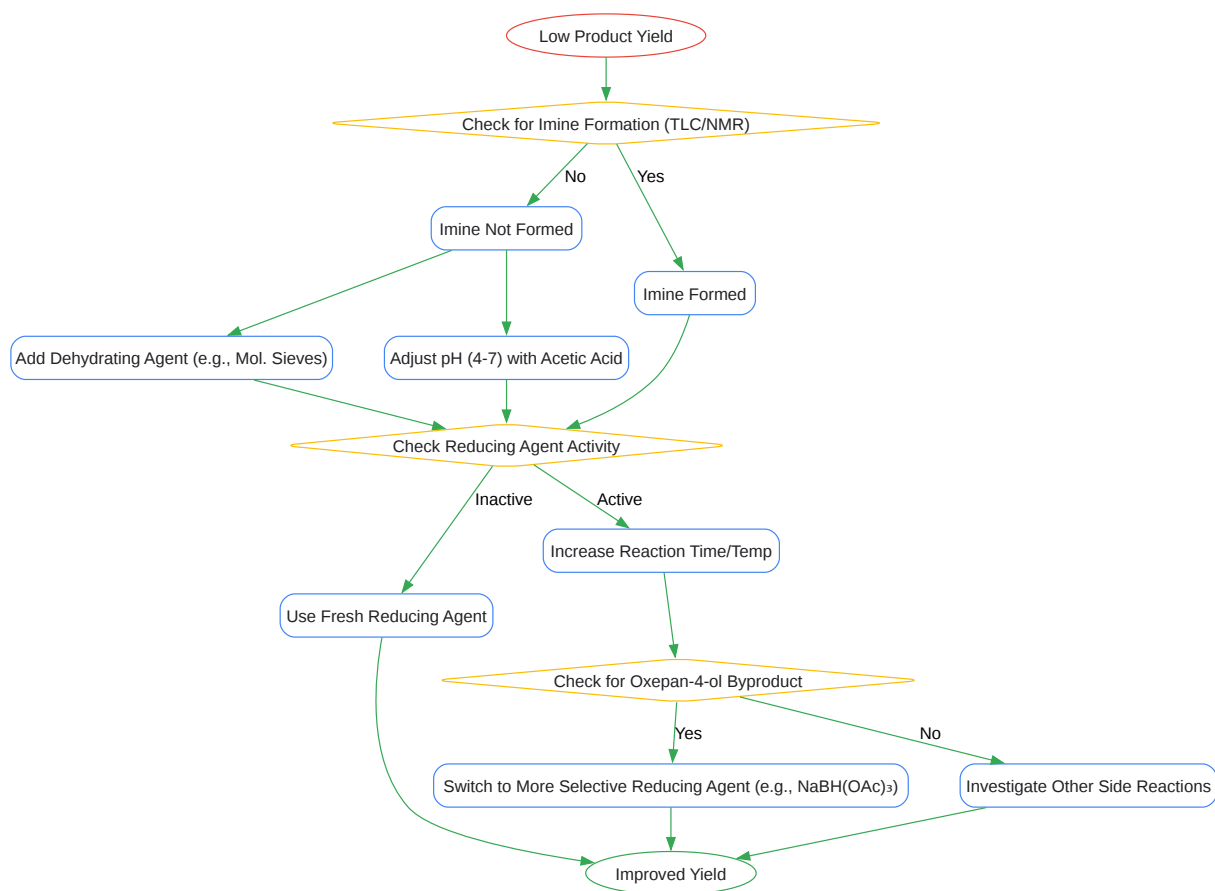 Low Product Yield
Check for Imine Formation (TLC/NMR)
No
Yes
Imine Not Formed
Imine Formed
Add Dehydrating Agent (e.g., Mol. Sieves)
Adjust pH (4-7) with Acetic Acid
Check Reducing Agent Activity
Inactive
Active
Increase Reaction Time/Temp
Use Fresh Reducing Agent
Check for Oxepan-4-ol Byproduct
Yes
No
Switch to More Selective Reducing Agent (e.g., NaBH(OAc)₃)
Investigate Other Side Reactions
Improved Yield